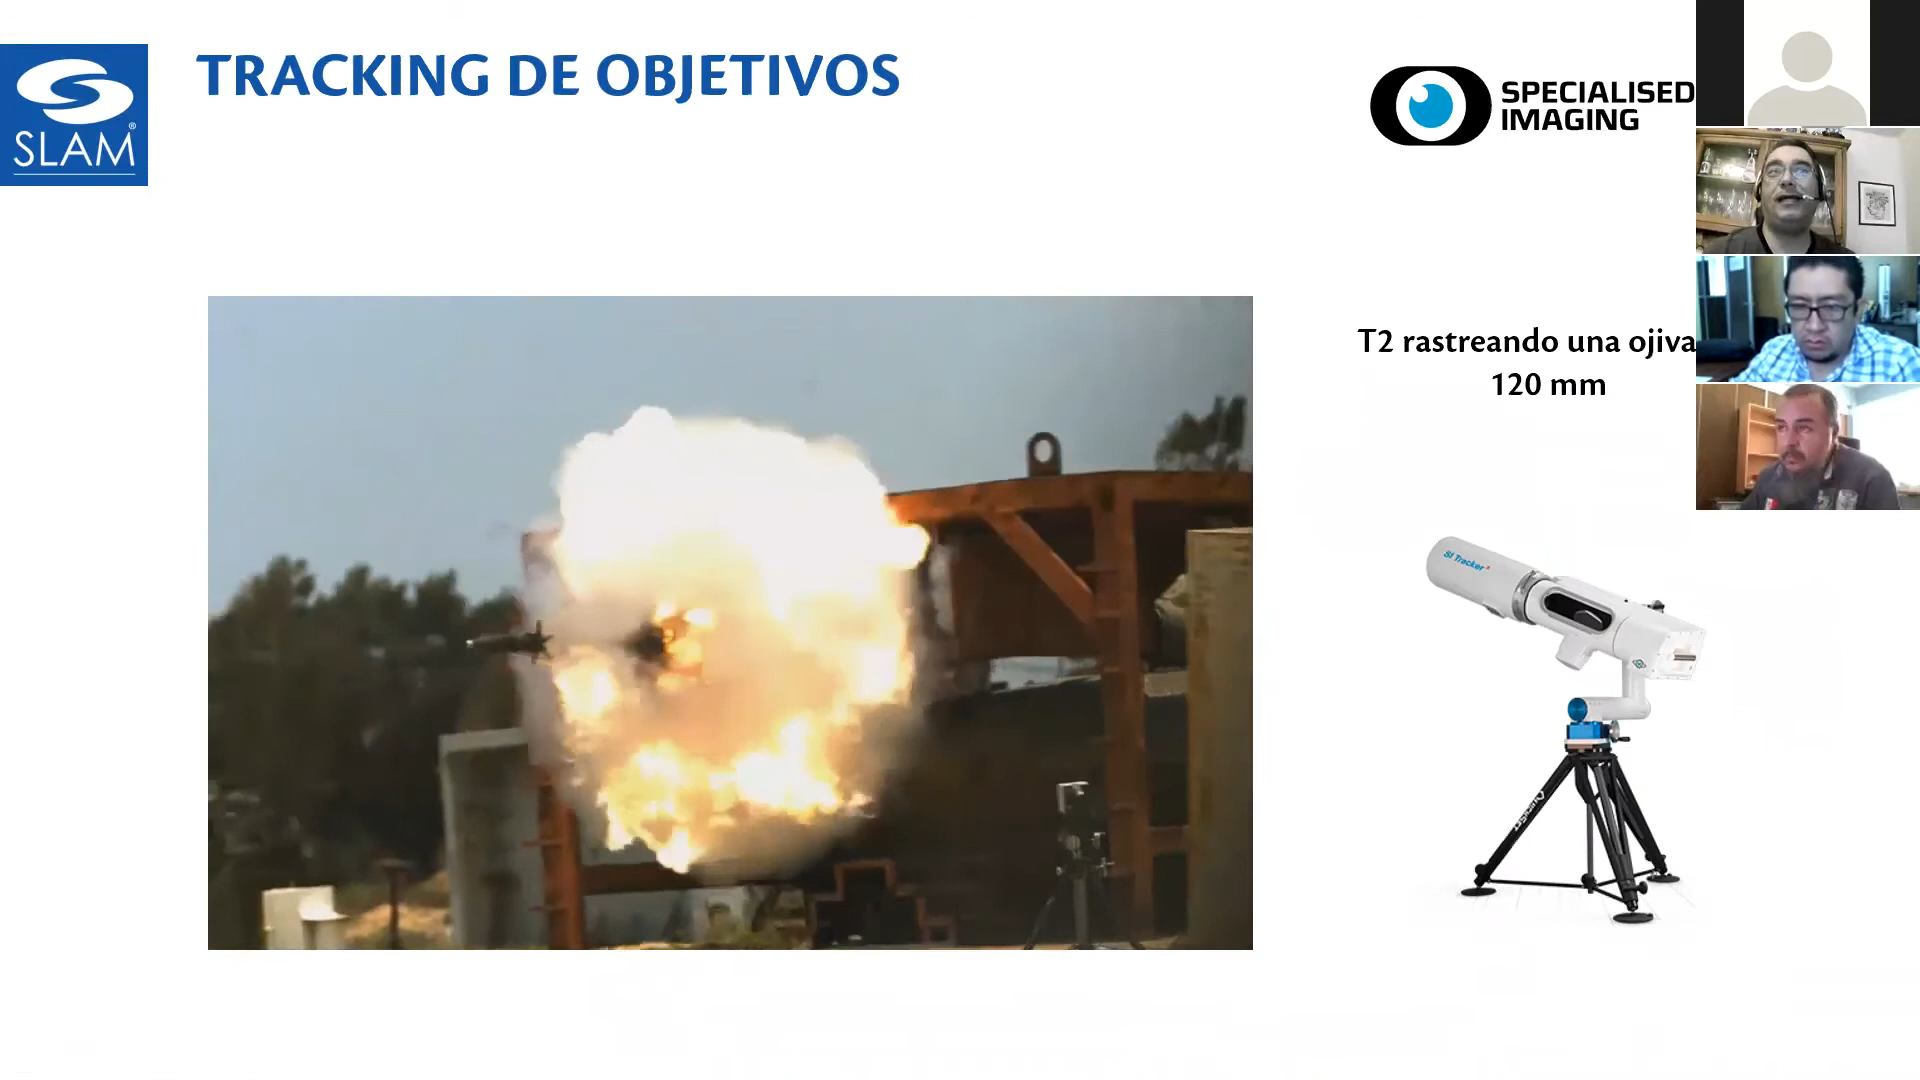 TRACKING DE OBJETIVOS
SLAM®
SPECIALISED
IMAGING
T2 rastreando una ojiva
120 mm
SI Tracker